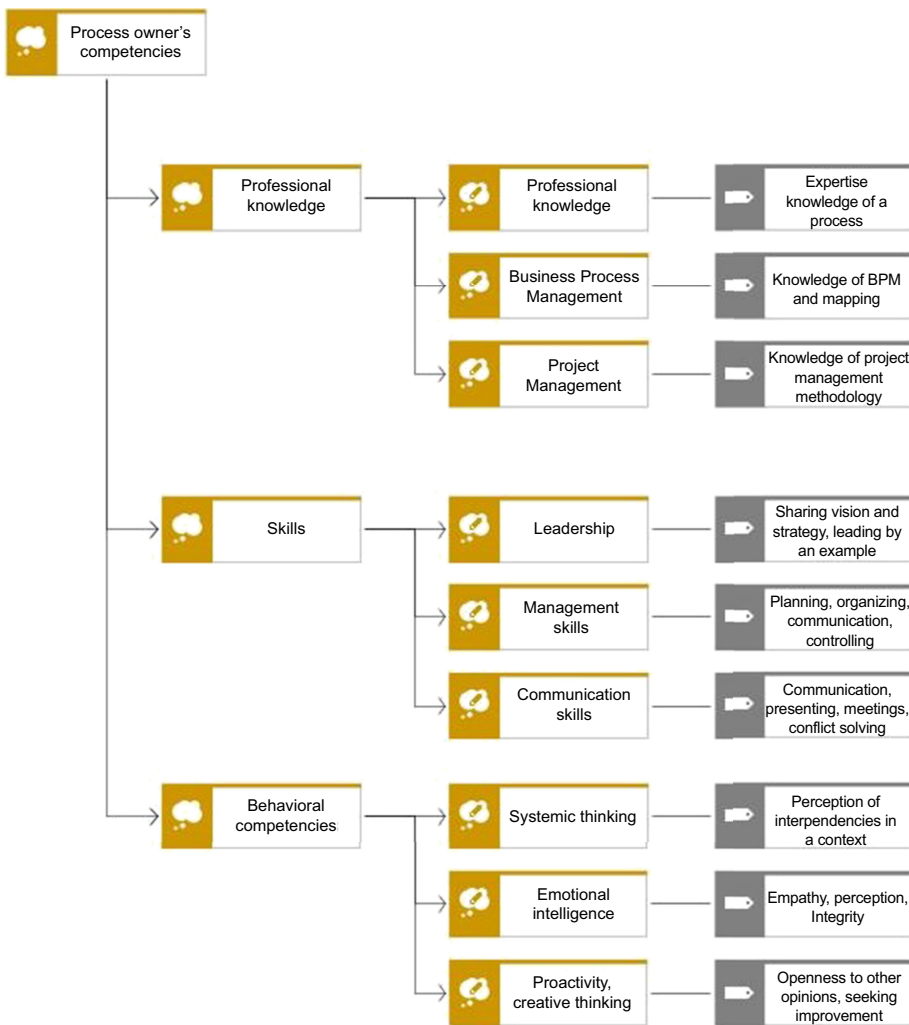 Process owner's
competencies
Professional
knowledge
Professional
knowledge
Expertise
knowledge of a
process
Business Process
Management
Knowledge of BPM
and mapping
Project
Management
Knowledge of project
management
methodology
Skills
Leadership
Sharing vision and
strategy, leading by
an example
Management
skills
Planning, organizing,
communication,
controlling
Communication
skills
Communication,
presenting, meetings,
conflict solving
Behavioral
competencies
Systemic thinking
Perception of
interpendencies in
a context
Emotional
intelligence
Empathy, perception,
Integrity
Proactivity,
creative thinking
Openness to other
opinions, seeking
improvement